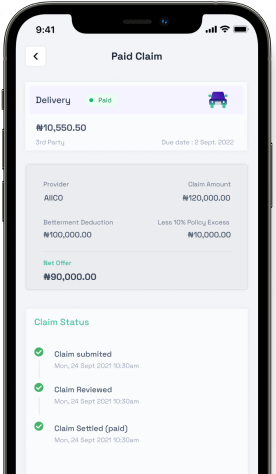 9:41
Paid Claim
Delivery
Paid
₦10,550.50
3rd Party
Due date : 2 Sept. 2022
Provider
Claim Amount
AIICO
₦120,000.00
Betterment Deduction
Less 10% Policy Excess
₦100,000.00
₦10,000.00
Net Offer
₦90,000.00
Claim Status
Claim submited
Mon, 24 Sept 2021 10:30am
Claim Reviewed
Mon, 24 Sept 2021 10:30am
Claim Settled (paid)
Mon, 24 Sept 2021 10:30am